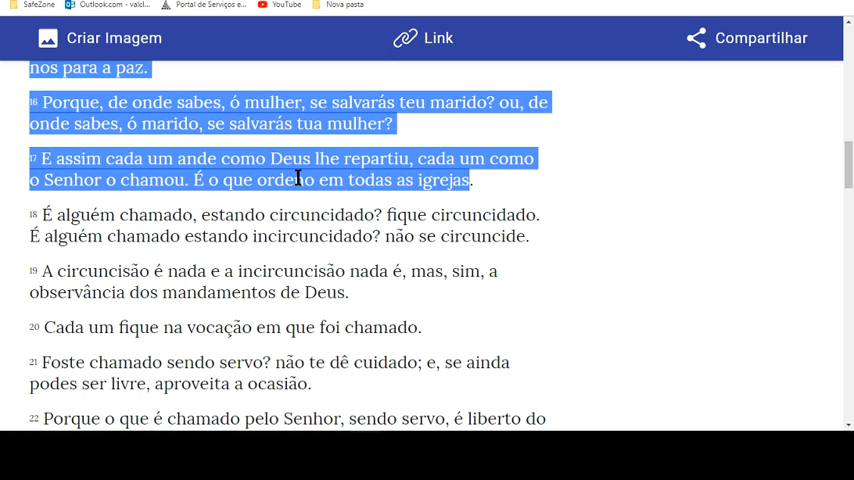 SafeZone Outlook.com - valcl... Portal de Serviços e... YouTube Nova pasta
Criar Imagem Link Compartilhar
nos para a paz.
16 Porque, de onde sabes, ó mulher, se salvarás teu marido? ou, de
onde sabes, ó marido, se salvarás tua mulher?
17 E assim cada um ande como Deus lhe repartiu, cada um como
o Senhor o chamou. É o que ordeno em todas as igrejas.
18 É alguém chamado, estando circuncidado? fique circuncidado.
É alguém chamado estando incircuncidado? não se circuncide.
19 A circuncisão é nada e a incircuncisão nada é, mas, sim, a
observância dos mandamentos de Deus.
20 Cada um fique na vocação em que foi chamado.
21 Foste chamado sendo servo? não te dê cuidado; e, se ainda
podes ser livre, aproveita a ocasião.
22 Porque o que é chamado pelo Senhor, sendo servo, é liberto do